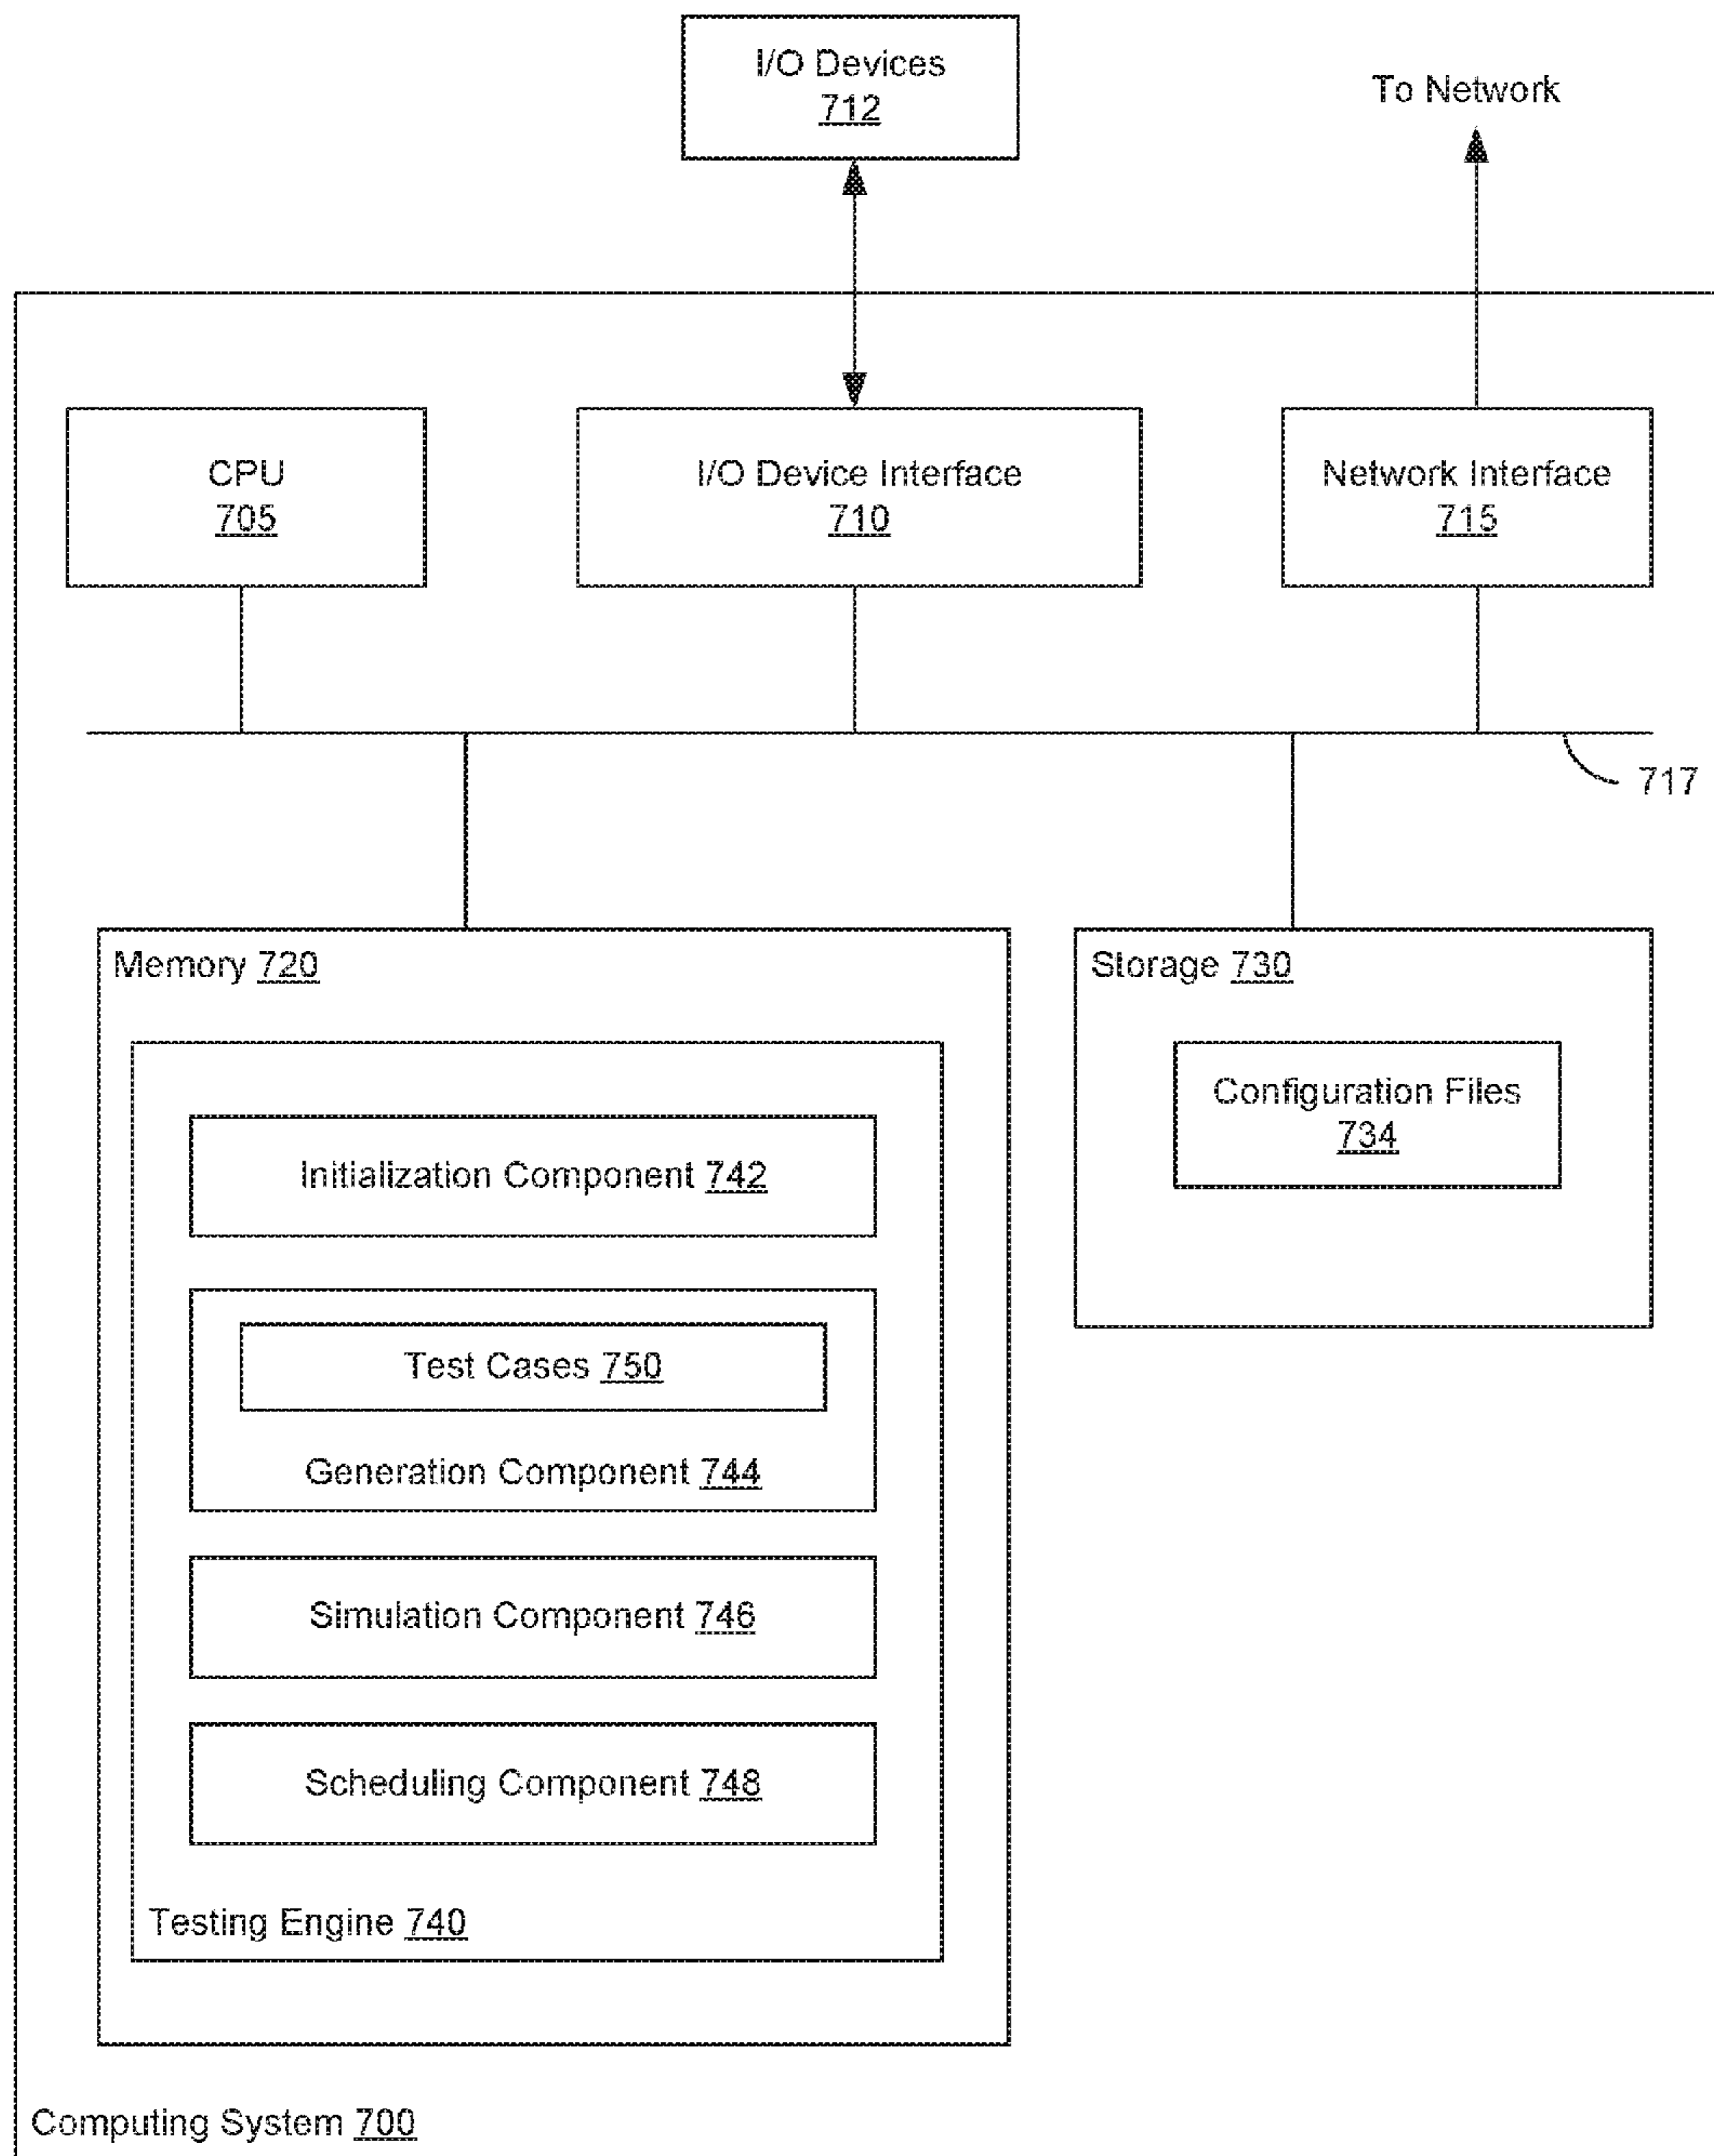 I/O Devices
712
To Network
CPU
705
I/O Device Interface
710
Network Interface
715
717
Memory 720
Storage 730
Configuration Files
734
Initialization Component 742
Test Cases 750
Generation Component 744
Simulation Component 746
Scheduling Component 748
Testing Engine 740
Computing System 700